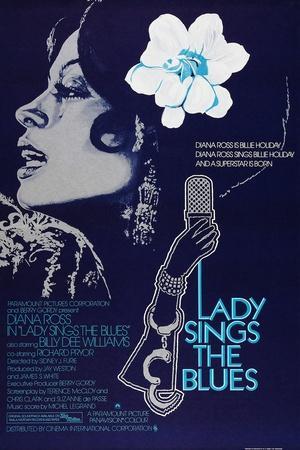 DIANA ROSS IS BILLIE HOLIDAY
DIANA ROSS SINGS BILLIE HOLIDAY
AND A SUPERSTAR IS BORN
LADY
SINGS
THE
BLUES
PARAMOUNT PICTURES CORPORATION
and BERRY GORDY present
DIANA ROSS
IN "LADY SINGS THE BLUES"
also starring BILLY DEE WILLIAMS
co-starring RICHARD PRYOR
Directed by SIDNEY J. FURIE
Produced by JAY WESTON
and JAMES S. WHITE
Executive Producer BERRY GORDY
Screenplay by TERENCE McCLOY and
CHRIS CLARK and SUZANNE de PASSE
Music score by MICHEL LEGRAND
A PARAMOUNT PICTURE
PANAVISION® COLOUR
DISTRIBUTED BY CINEMA INTERNATIONAL CORPORATION